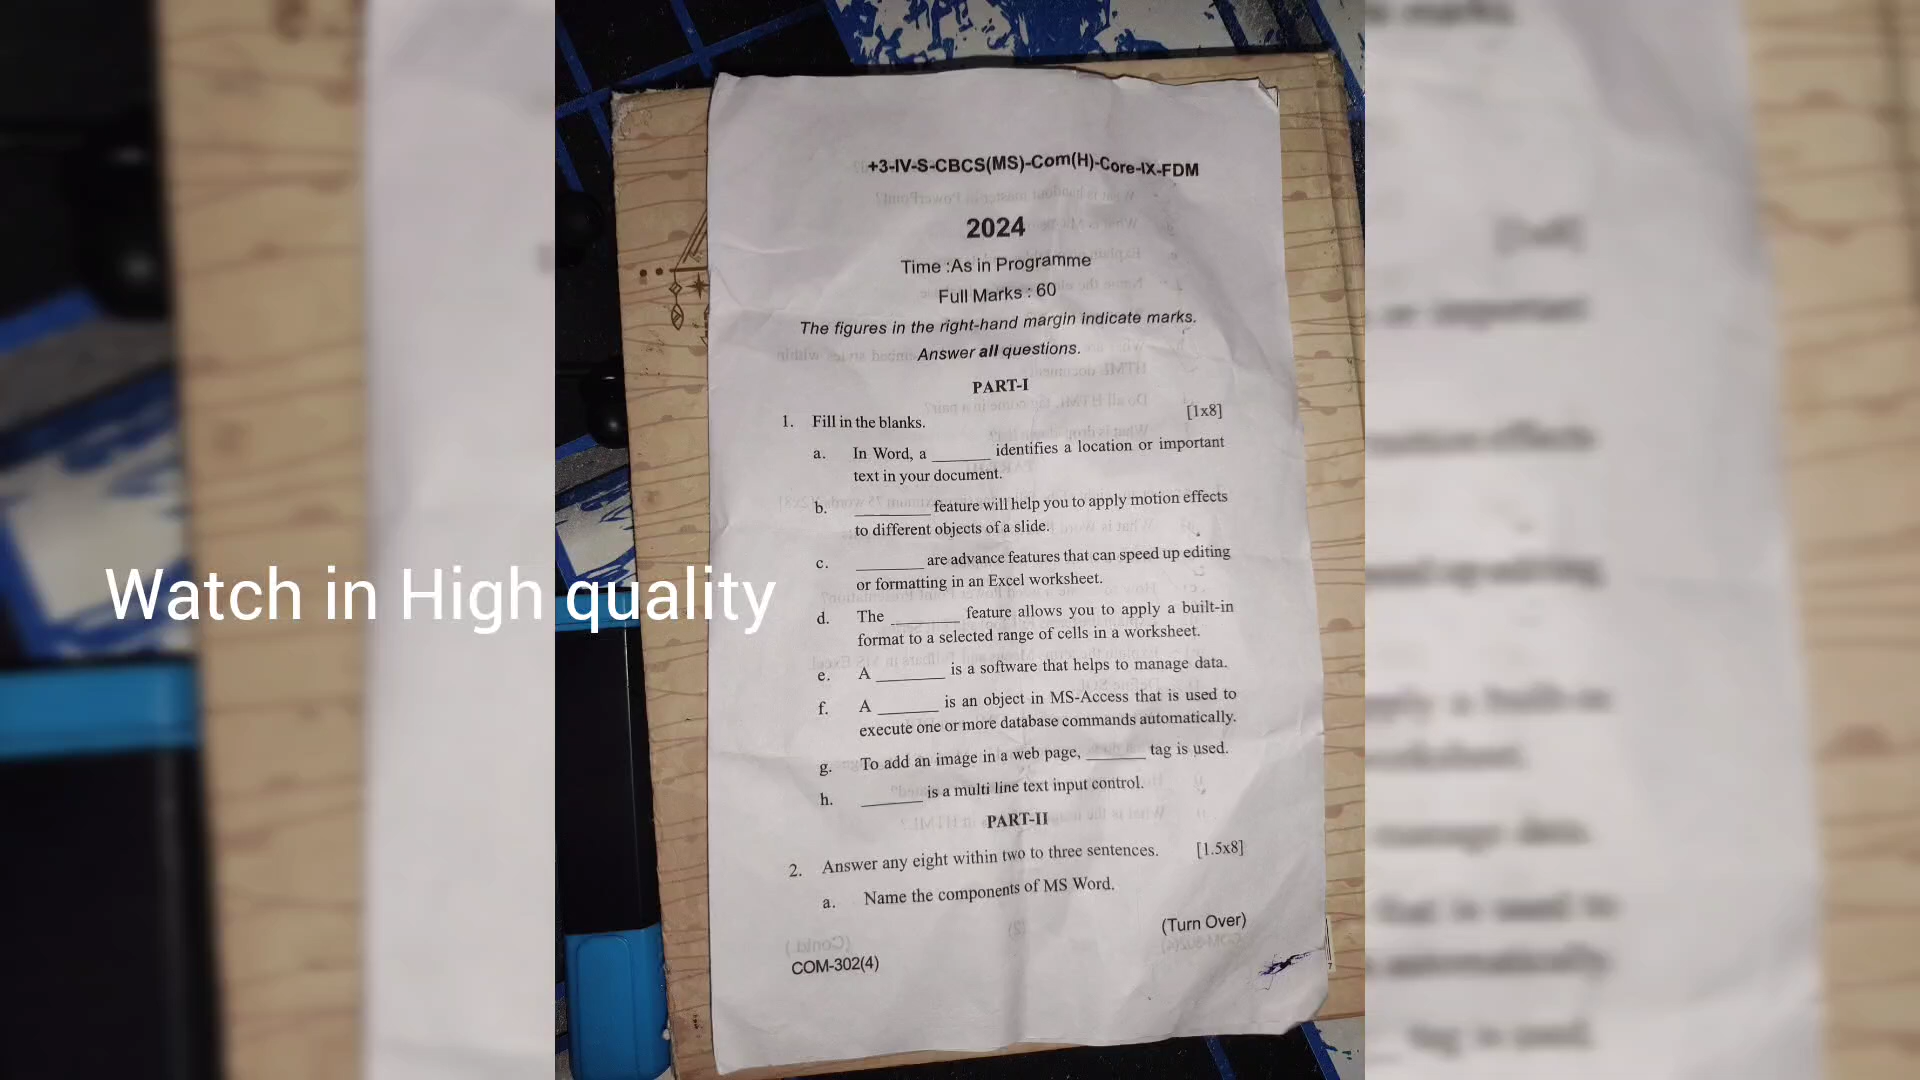 +3-IV-S-CBCS(MS)-Com(H)-Core-IX-FDM
2024
Time :As in Programme
Full Marks : 60
The figures in the right-hand margin indicate marks.
Answer all questions.
PART-I
1. Fill in the blanks. [1x8]
a. In Word, a ______ identifies a location or important
text in your document.
b. ________ feature will help you to apply motion effects
to different objects of a slide.
c. ________ are advance features that can speed up editing
or formatting in an Excel worksheet.
d. The ________ feature allows you to apply a built-in
format to a selected range of cells in a worksheet.
e. A ________ is a software that helps to manage data.
f. A _______ is an object in MS-Access that is used to
execute one or more database commands automatically.
g. To add an image in a web page, _______ tag is used.
h. _______ is a multi line text input control.
PART-II
2. Answer any eight within two to three sentences. [1.5x8]
a. Name the components of MS Word.
(Turn Over)
COM-302(4)
Watch in High quality